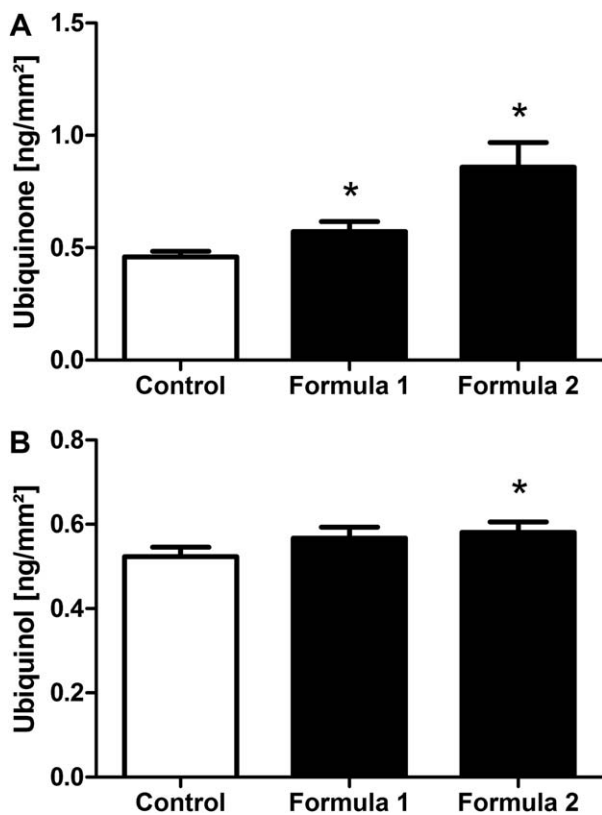 A
Ubiquinone [ng/mm²]
1.5
1.0
0.5
0.0
*
*
Control Formula 1 Formula 2
B
Ubiquinol [ng/mm²]
0.8
0.6
0.4
0.2
0.0
*
Control Formula 1 Formula 2